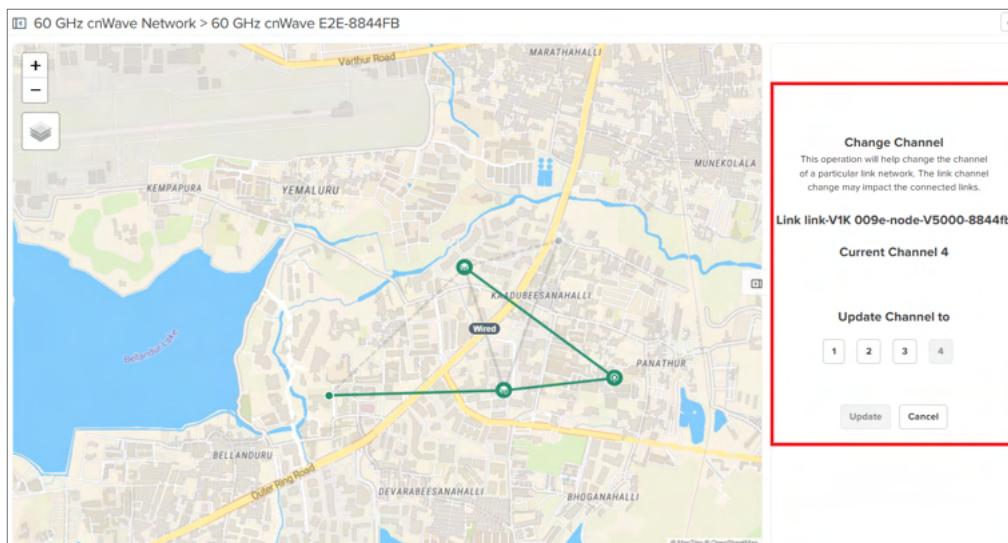 60 GHz cnWave Network > 60 GHz cnWave E2E-8844FB
+
−
MARATHAHALLI
Varthur Road
MUNEKOLALA
KEMPAPURA
YEMALURU
KAADUBEESANAHALLI
Wired
Bellandur Lake
PANATHUR
BELLANDURU
Outer Ring Road
DEVARABEESANAHALLI
BHOGANAHALLI
© MapTiler © OpenStreetMap
Change Channel
This operation will help change the channel
of a particular link network. The link channel
change may impact the connected links.
Link link-V1K 009e-node-V5000-8844fb
Current Channel 4
Update Channel to
1 2 3 4
Update Cancel